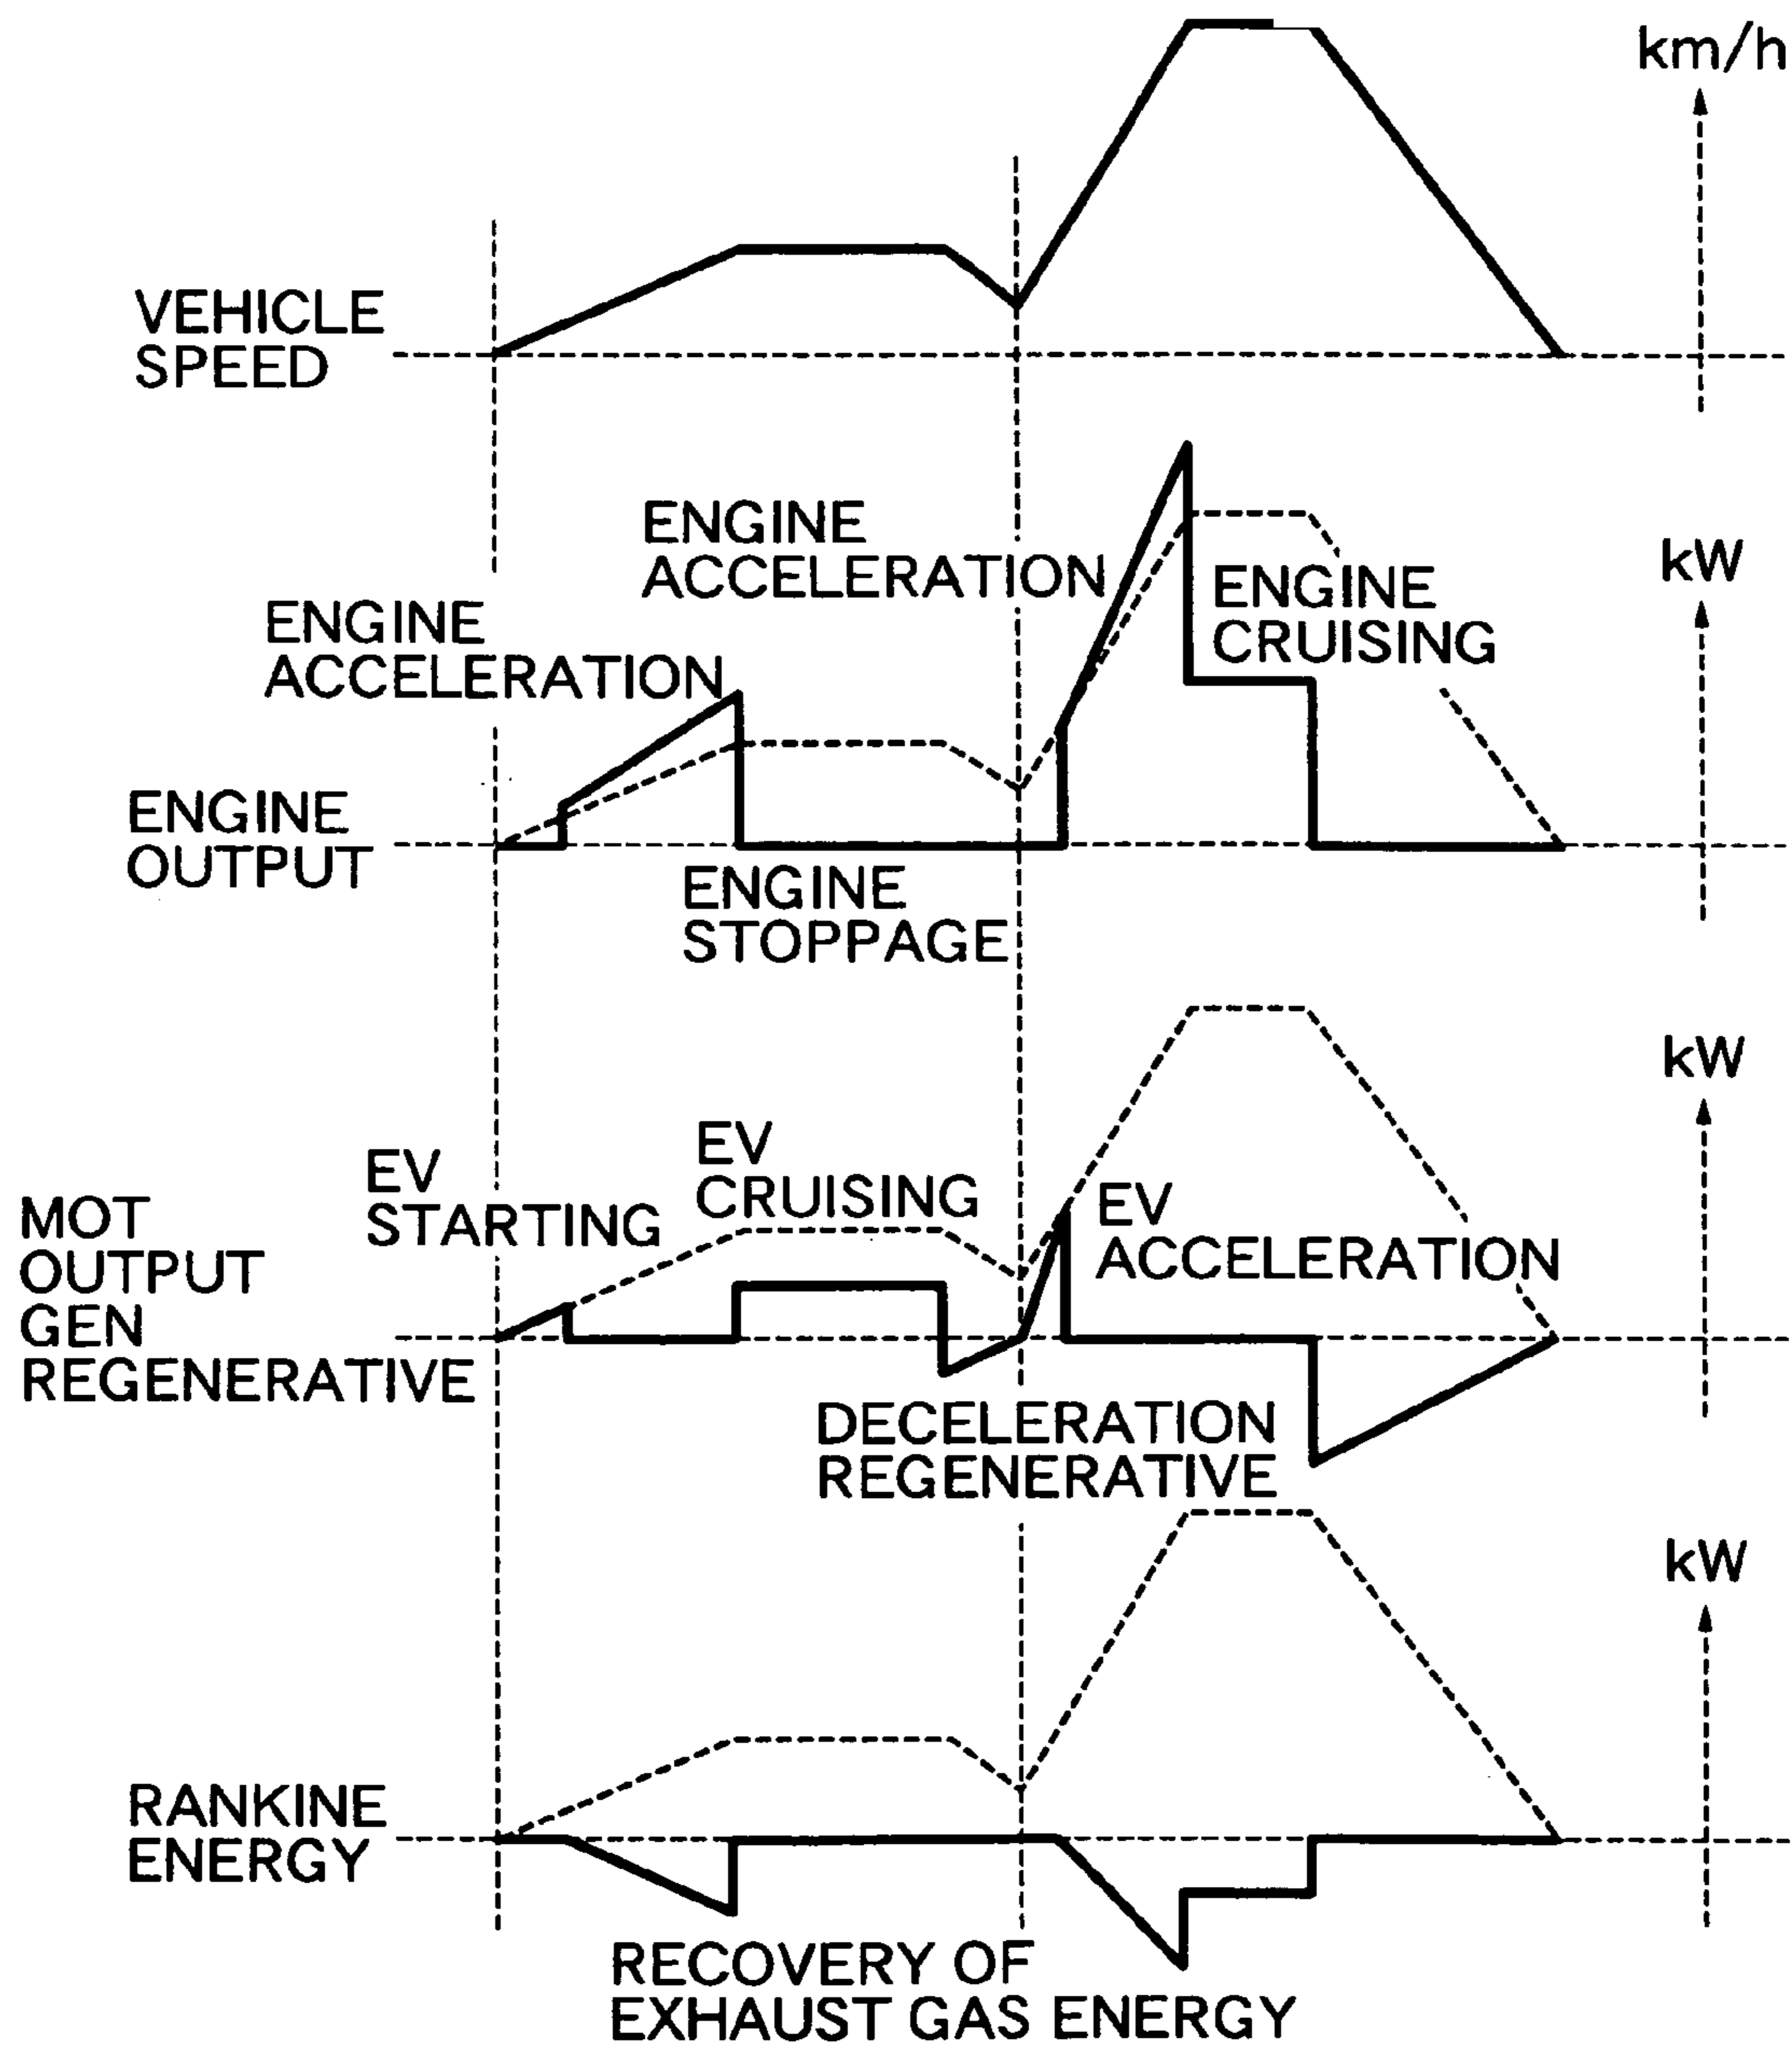 km/h
VEHICLE
SPEED
ENGINE
ACCELERATION
kW
ENGINE
CRUISING
ENGINE
ACCELERATION
ENGINE
OUTPUT
ENGINE
STOPPAGE
kW
EV
CRUISING
EV
STARTING
EV
ACCELERATION
MOT
OUTPUT
GEN
REGENERATIVE
DECELERATION
REGENERATIVE
kW
RANKINE
ENERGY
RECOVERY OF
EXHAUST GAS ENERGY